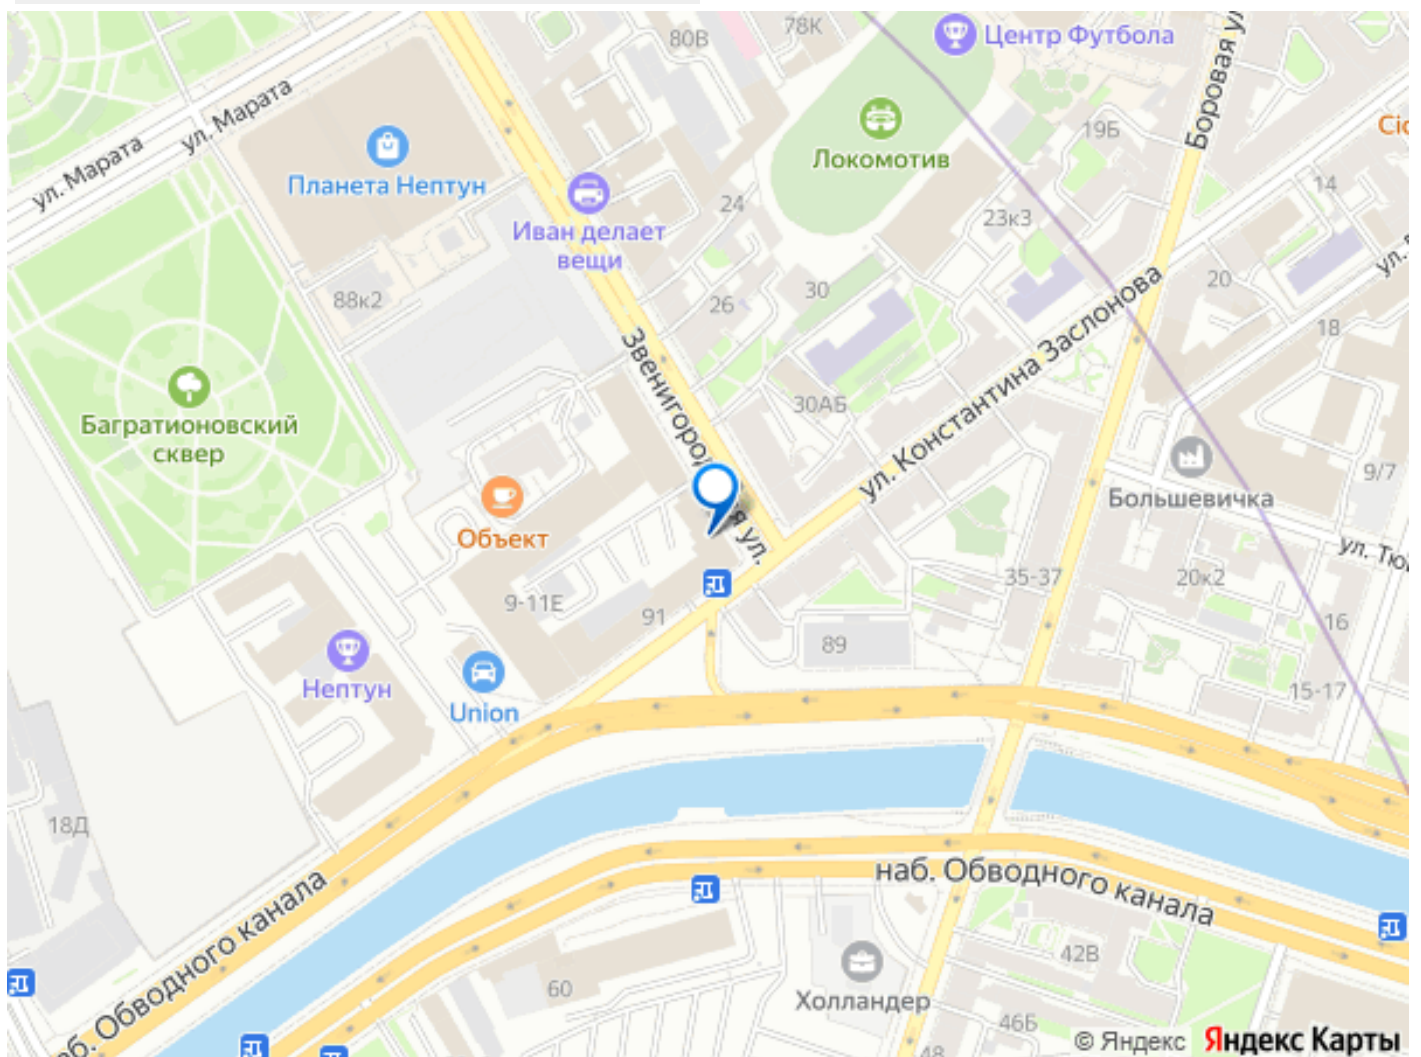 80В
78К
Центр Футбола
Боровая ул
ул. Марата
ул. Марата
Планета Нептун
Иван делает
вещи
Локомотив
19Б
14
24
23к3
20
18
88к2
26
30
30АБ
Багратионовский
сквер
ул. Константина Заслонова
Большевичка
9/7
Объект
9-11Е
91
89
35-37
20к2
16
15-17
Нептун
Union
18Д
наб. Обводного канала
наб. Обводного канала
60
Холландер
42В
46Б
48
© Яндекс Яндекс Карты